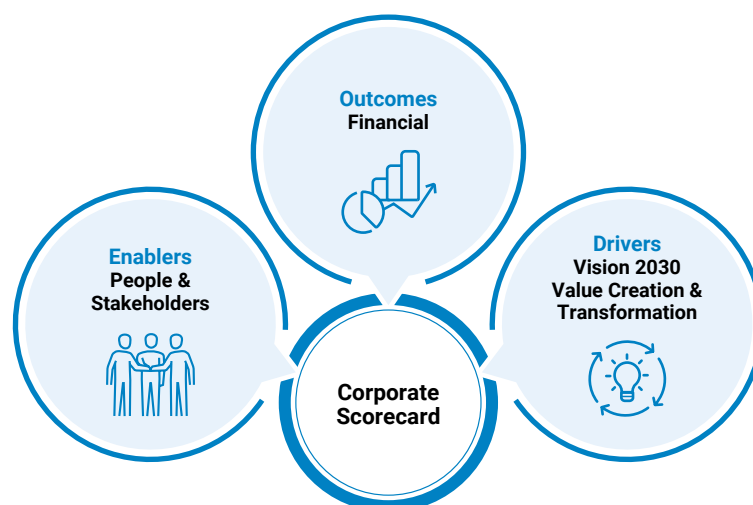 Outcomes
Financial
Enablers
People &
Stakeholders
Drivers
Vision 2030
Value Creation &
Transformation
Corporate
Scorecard